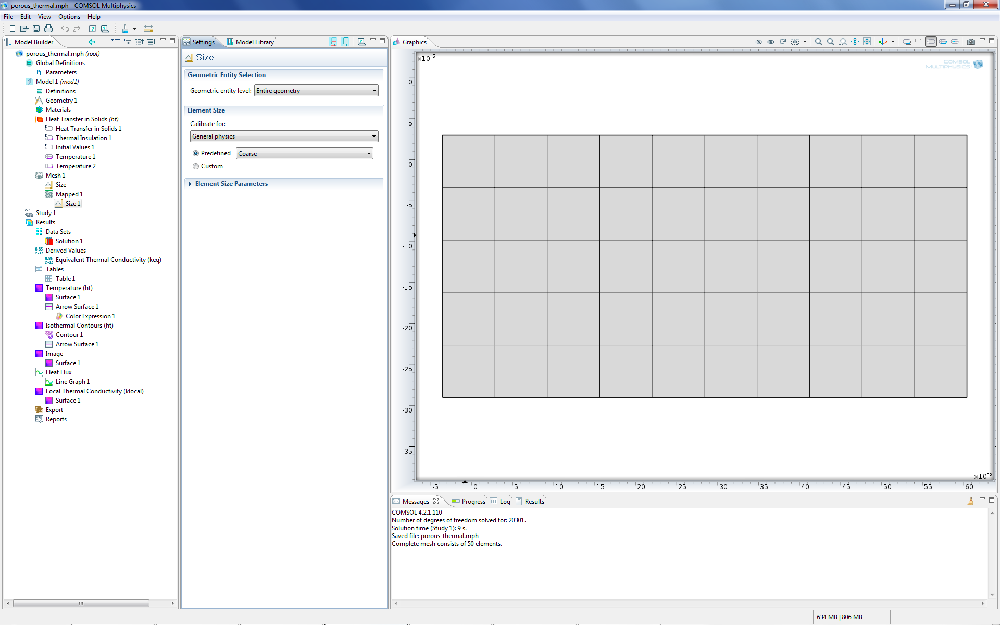 porous_thermal.mph - COMSOL Multiphysics
File Edit View Options Help
Model Builder
porous_thermal.mph (root)
Global Definitions
Pi Parameters
Model 1 (mod1)
Definitions
Geometry 1
Materials
Heat Transfer in Solids (ht)
D Heat Transfer in Solids 1
D Thermal Insulation 1
D Initial Values 1
Temperature 1
Temperature 2
Mesh 1
Size
Mapped 1
Size 1
Study 1
Results
Data Sets
Solution 1
8.85 e-12 Derived Values
8.85 e-12 Equivalent Thermal Conductivity (keq)
Tables
Table 1
Temperature (ht)
Surface 1
Arrow Surface 1
Color Expression 1
Isothermal Contours (ht)
Contour 1
Arrow Surface 1
Image
Surface 1
Heat Flux
Line Graph 1
Local Thermal Conductivity (klocal)
Surface 1
Export
Reports
Settings Model Library
Size
Geometric Entity Selection
Geometric entity level: Entire geometry
Element Size
Calibrate for:
General physics
Predefined Coarse
Custom
Element Size Parameters
Graphics
×10⁻⁵
COMSOL
MULTIPHYSICS
10
5
0
-5
-10
-15
-20
-25
-30
-35
×10⁻⁵
-5 0 5 10 15 20 25 30 35 40 45 50 55 60
Messages Progress Log Results
COMSOL 4.2.1.110
Number of degrees of freedom solved for: 20301.
Solution time (Study 1): 9 s.
Saved file: porous_thermal.mph
Complete mesh consists of 50 elements.
634 MB | 806 MB